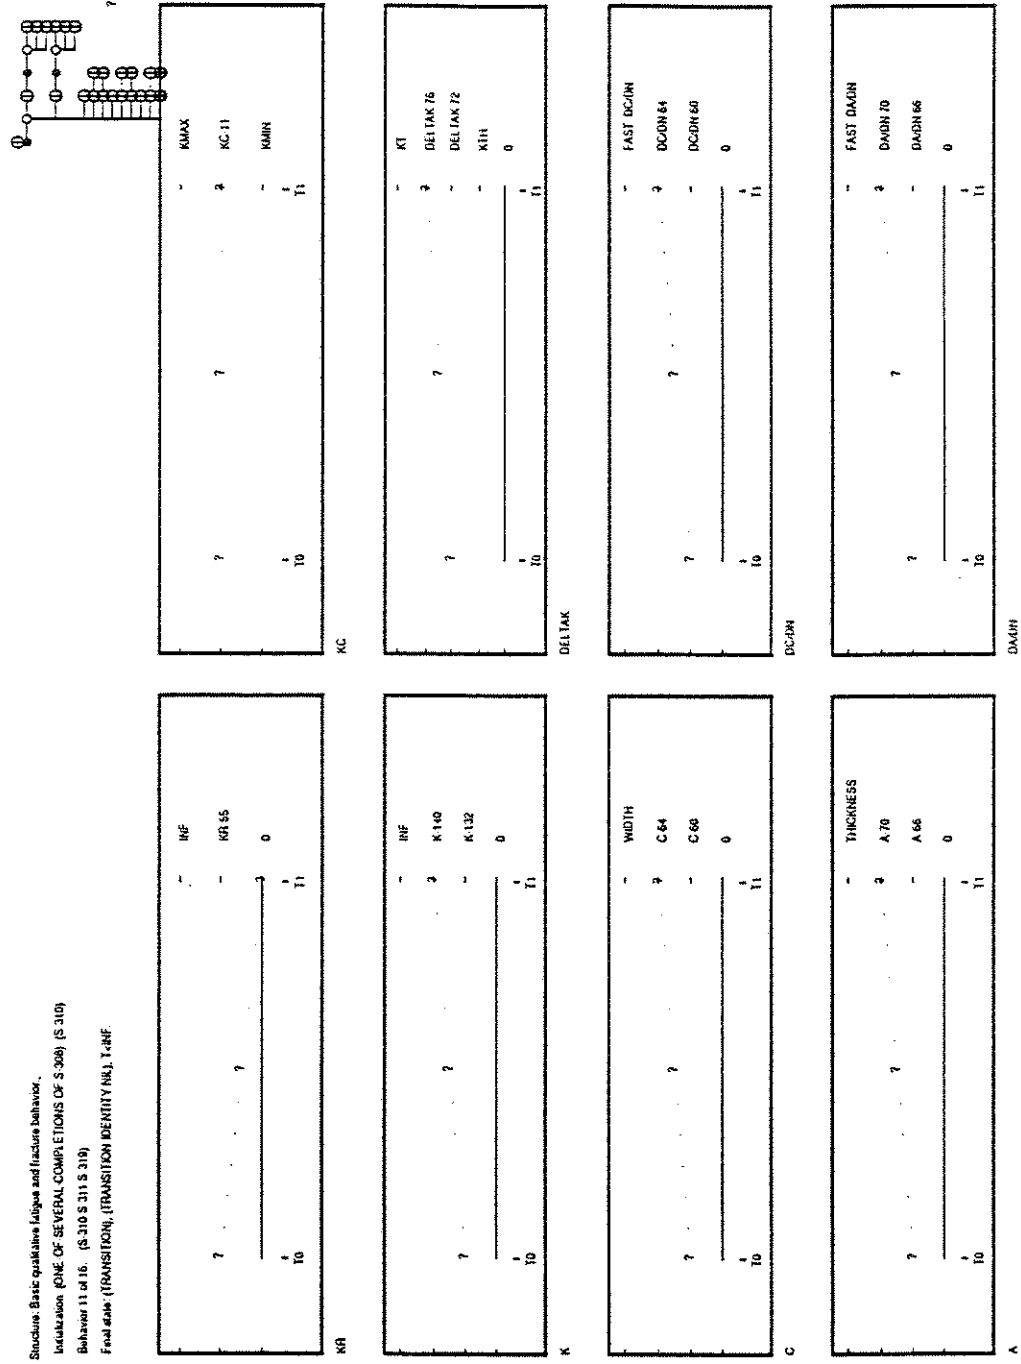 Structure: Basic qualitative fatigue and fracture behavior.
Initialization: (ONE-OF-SEVERAL-COMPLETIONS OF S-308) (S-310)
Behavior 11 of 16: (S-310 S-311 S-319)
Final state: (TRANSITION), (TRANSITION IDENTITY NIL), T<INF.
INF
KR 55
0
T0
T1
KR
KMAX
KC-11
KMIN
T0
T1
KC
INF
K-140
K-132
0
T0
T1
K
KT
DELTAK 76
DELTAK 72
KTH
0
T0
T1
DELTAK
WIDTH
C-64
C-60
0
T0
T1
C
FAST DC/DN
DC/DN 64
DC/DN 60
0
T0
T1
DC/DN
THICKNESS
A-70
A-66
0
T0
T1
A
FAST DA/DN
DA/DN 70
DA/DN 66
0
T0
T1
DA/DN